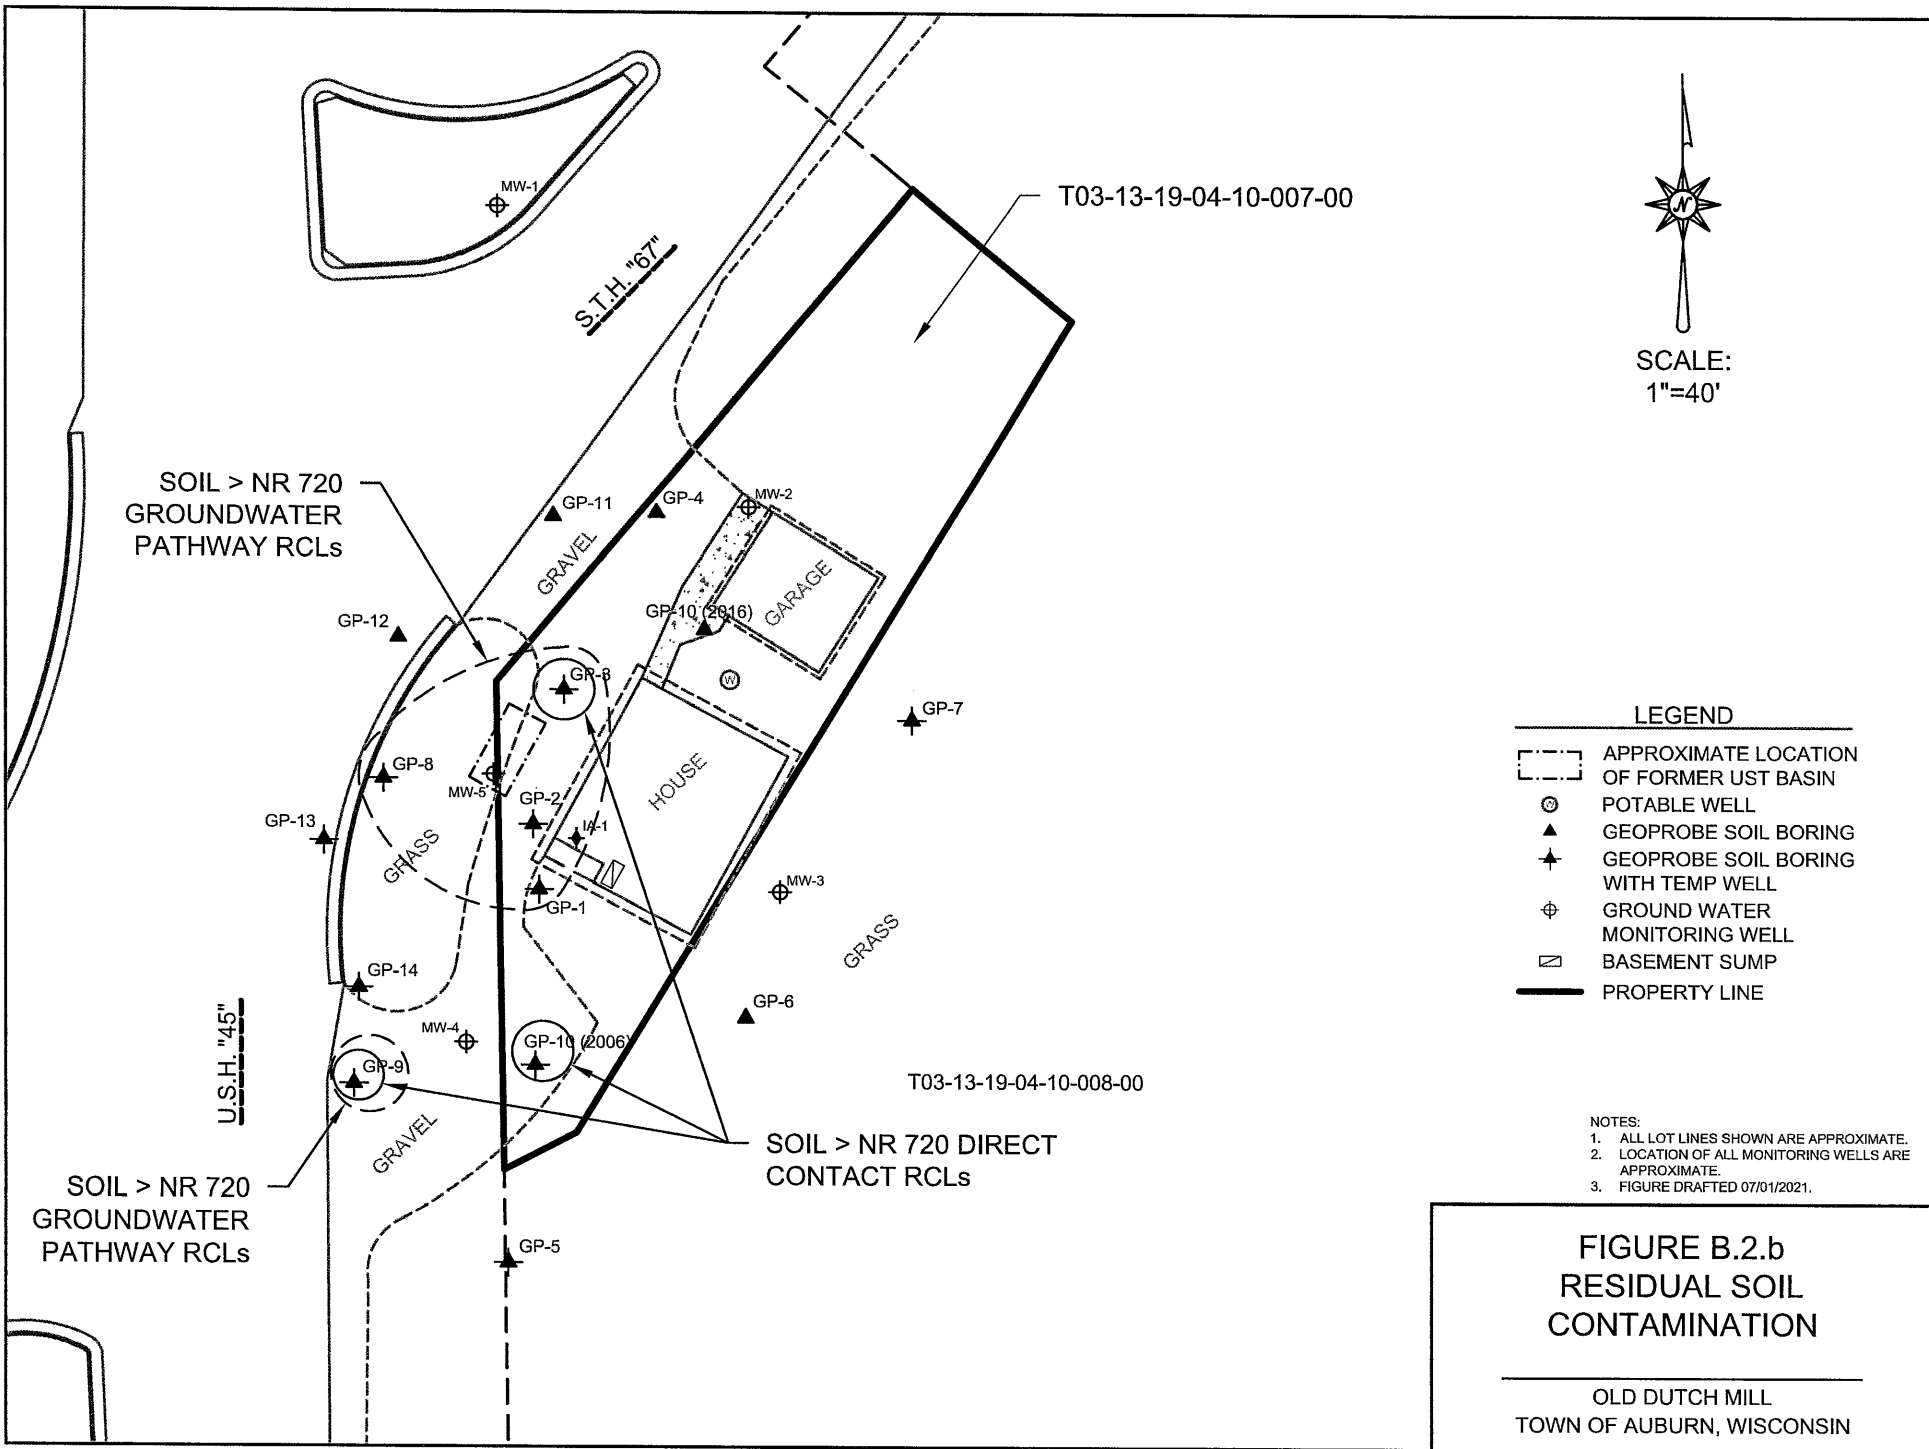 MW-1
S.T.H. "67"
T03-13-19-04-10-007-00
N
SCALE:
1"=40'
SOIL > NR 720
GROUNDWATER
PATHWAY RCLs
GP-11
GP-4
MW-2
GRAVEL
GARAGE
GP-10 (2016)
GP-12
GP-3
W
GP-7
GP-8
MW-5
HOUSE
GP-2
IA-1
GP-13
GRASS
MW-3
GP-1
GRASS
GP-14
GP-6
U.S.H. "45"
MW-4
GP-10 (2006)
GP-9
T03-13-19-04-10-008-00
GRAVEL
SOIL > NR 720 DIRECT
CONTACT RCLs
SOIL > NR 720
GROUNDWATER
PATHWAY RCLs
GP-5
LEGEND
APPROXIMATE LOCATION
OF FORMER UST BASIN
W POTABLE WELL
GEOPROBE SOIL BORING
GEOPROBE SOIL BORING
WITH TEMP WELL
GROUND WATER
MONITORING WELL
BASEMENT SUMP
PROPERTY LINE
NOTES:
1. ALL LOT LINES SHOWN ARE APPROXIMATE.
2. LOCATION OF ALL MONITORING WELLS ARE
APPROXIMATE.
3. FIGURE DRAFTED 07/01/2021.
FIGURE B.2.b
RESIDUAL SOIL
CONTAMINATION
OLD DUTCH MILL
TOWN OF AUBURN, WISCONSIN